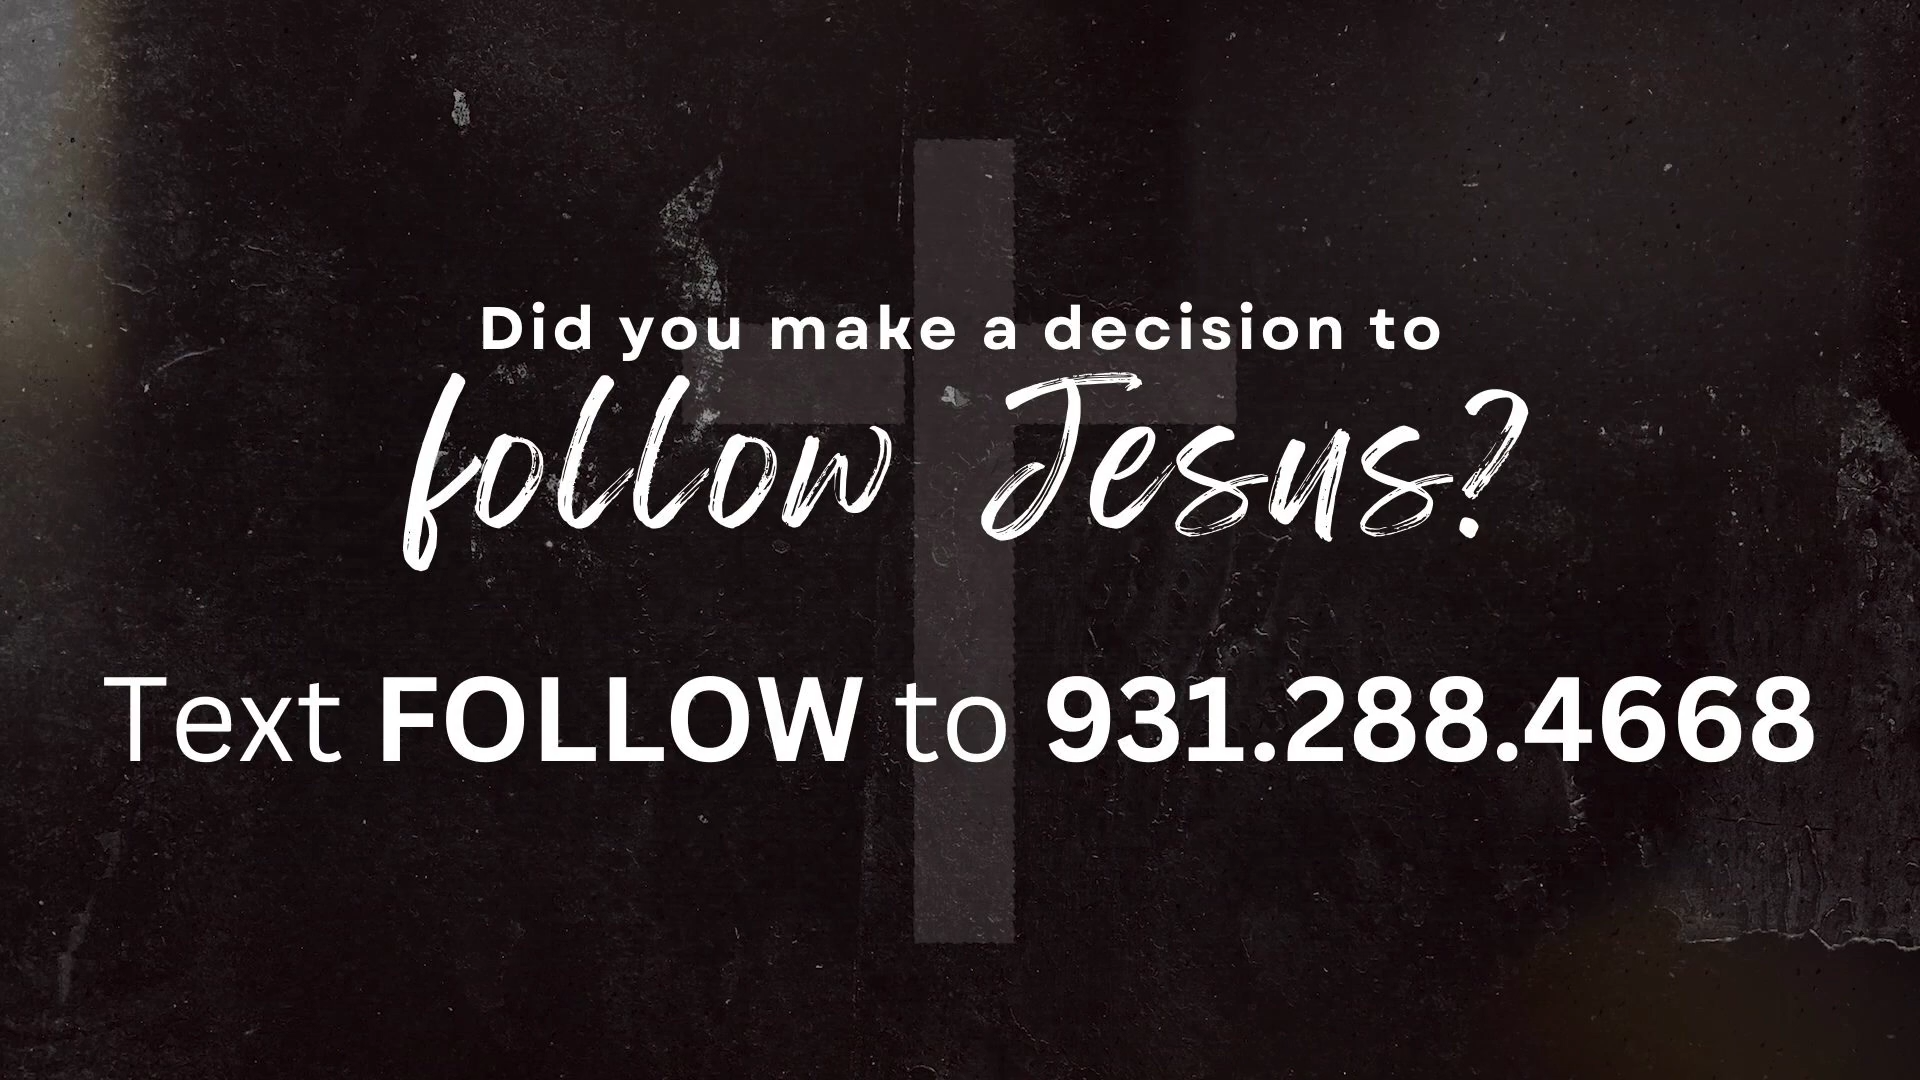 Did you make a decision to
follow Jesus?
Text FOLLOW to 931.288.4668